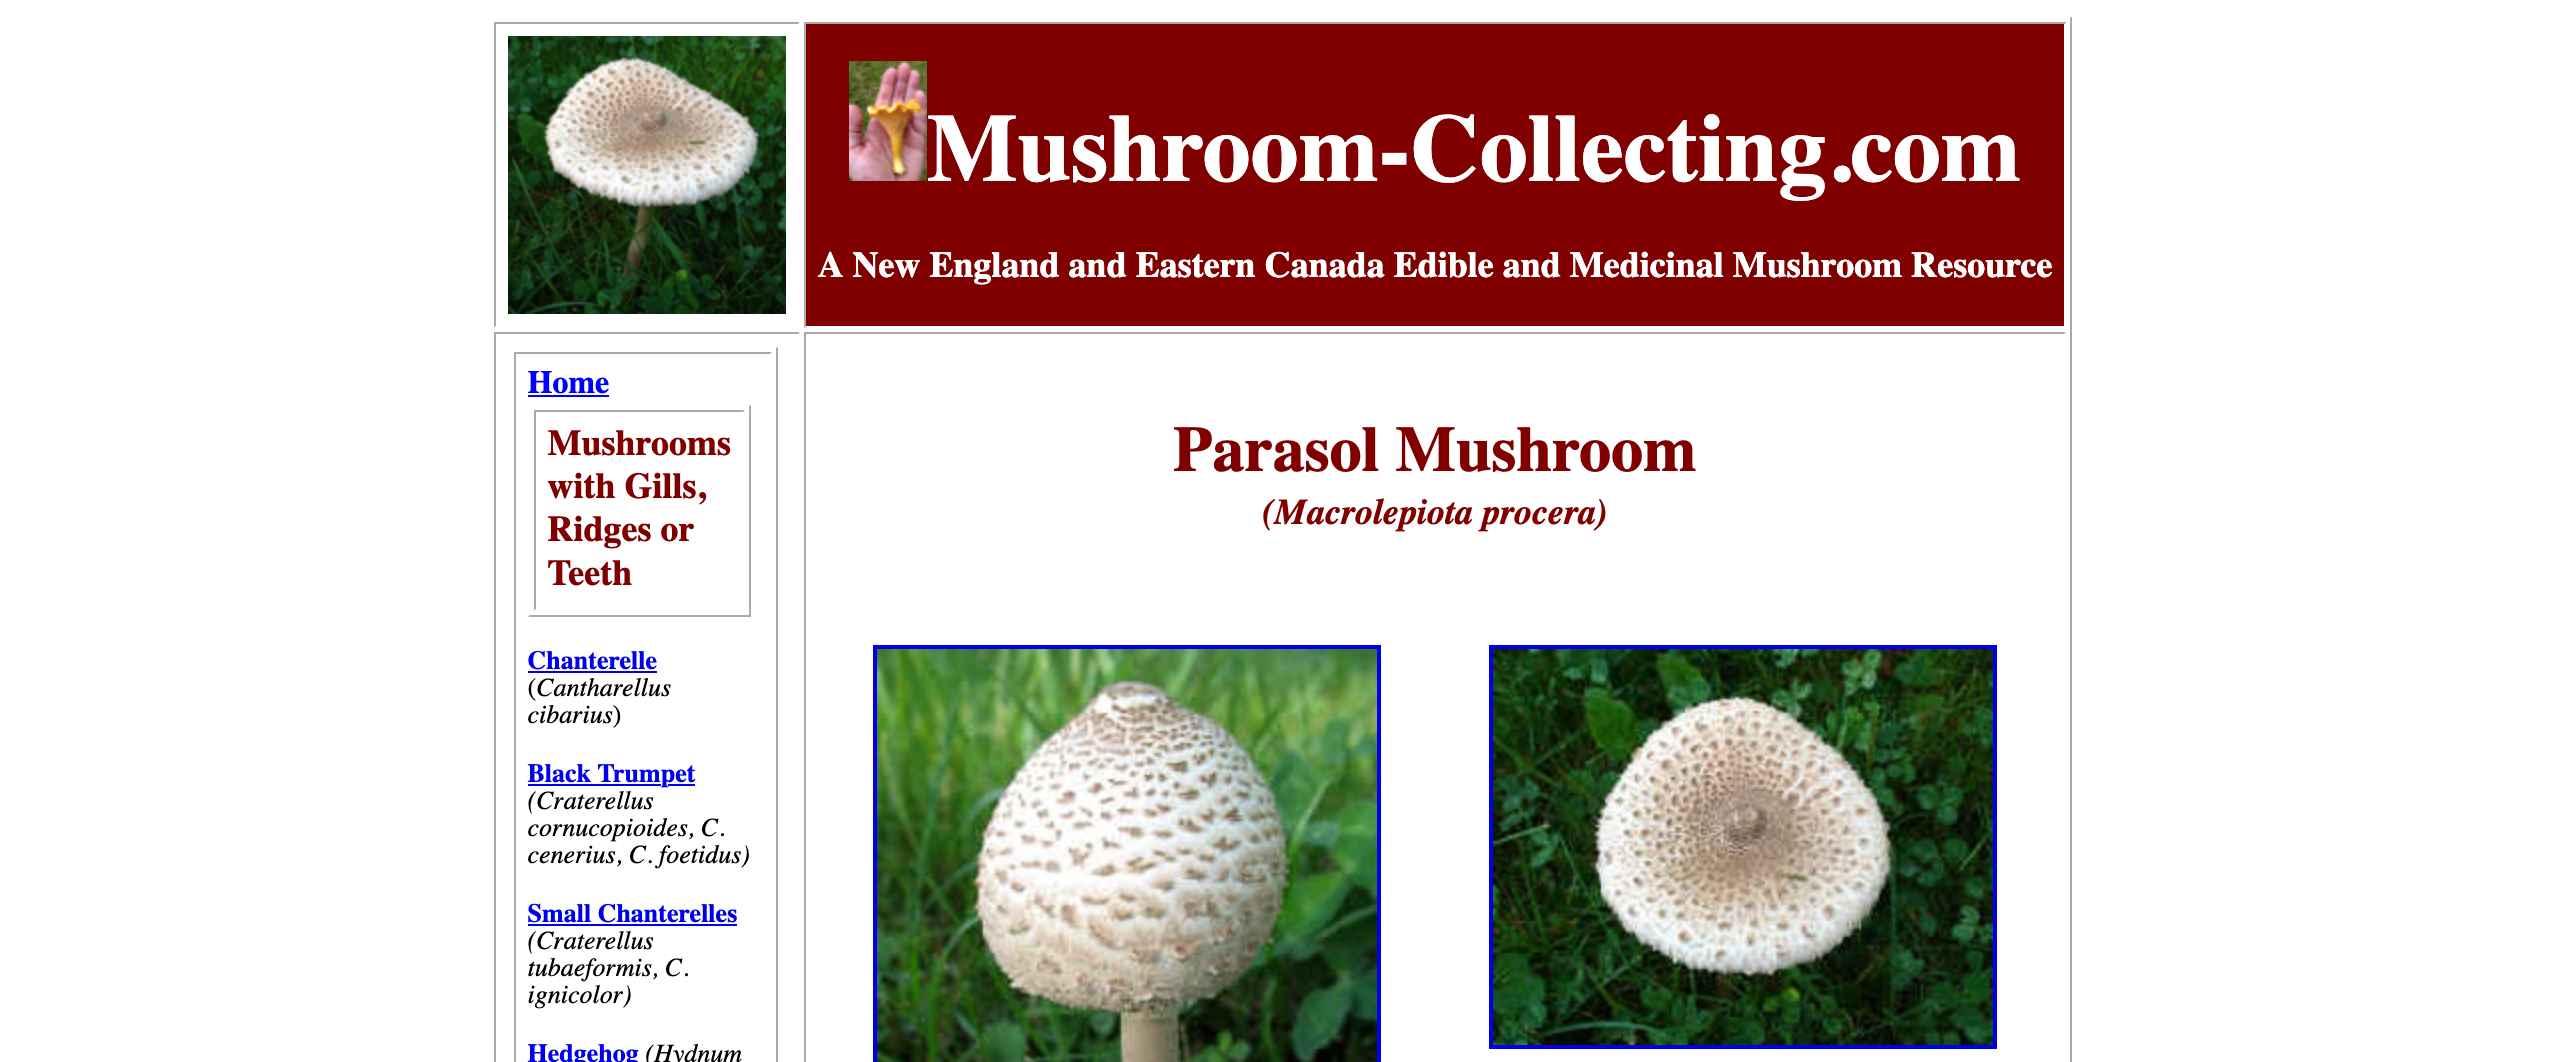 Mushroom-Collecting.com
A New England and Eastern Canada Edible and Medicinal Mushroom Resource
Home
Mushrooms
with Gills,
Ridges or
Teeth
Chanterelle
(Cantharellus
cibarius)
Black Trumpet
(Craterellus
cornucopioides, C.
cenerius, C. foetidus)
Small Chanterelles
(Craterellus
tubaeformis, C.
ignicolor)
Hedgehog (Hydnum
Parasol Mushroom
(Macrolepiota procera)